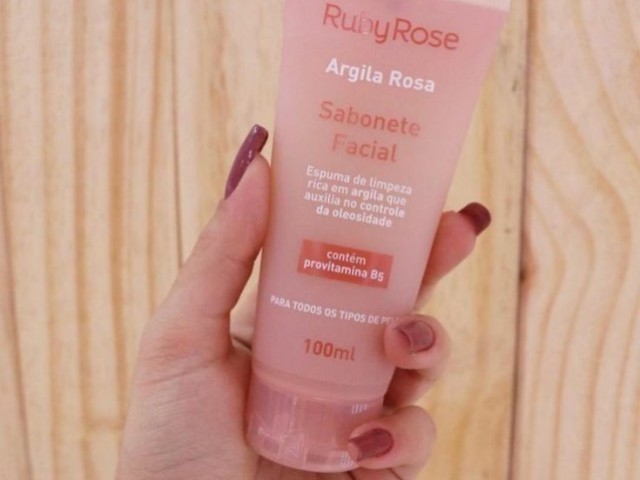 RubyRose
Argila Rosa
Sabonete
Facial
Espuma de limpeza
rica em argila que
auxilia no controle
da oleosidade
contém
provitamina B5
PARA TODOS OS TIPOS DE
100ml